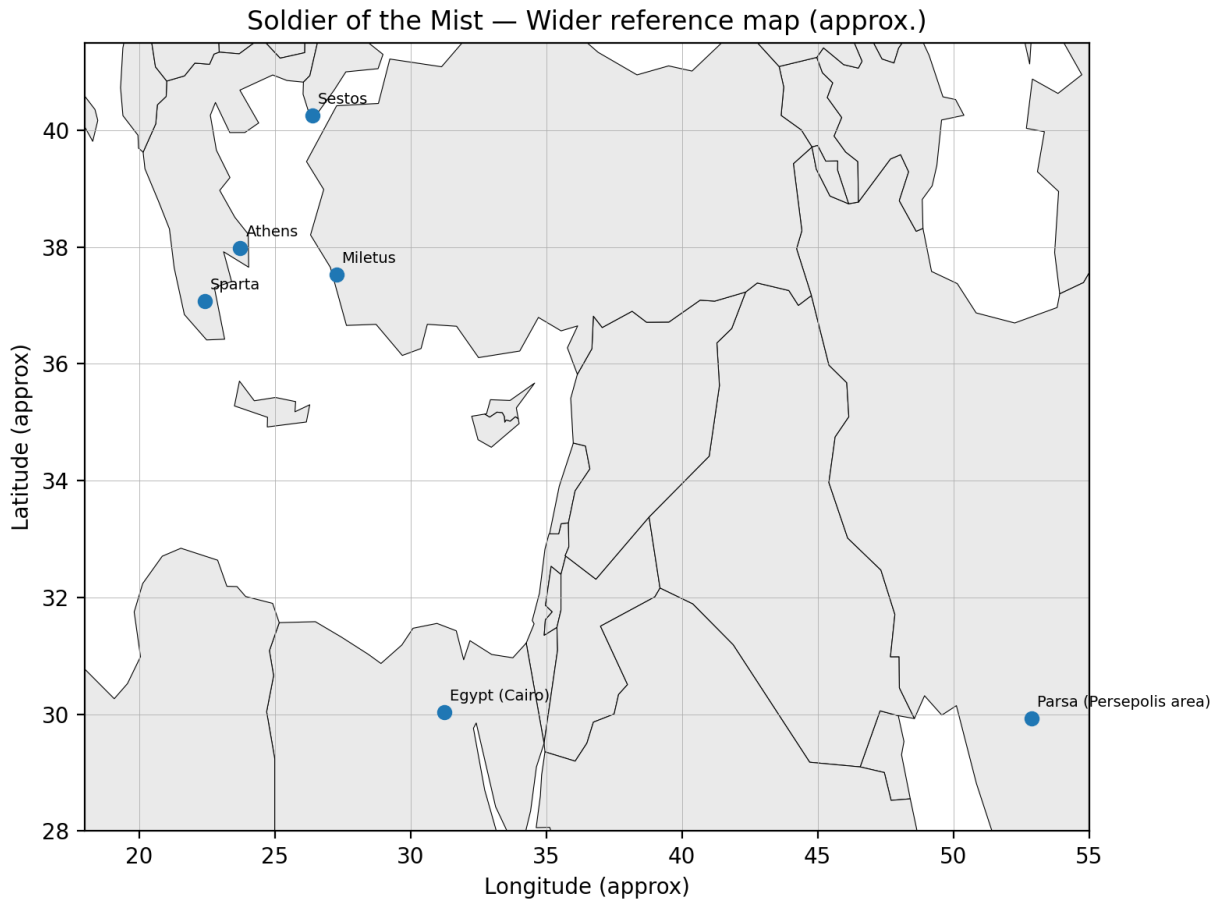 Soldier of the Mist — Wider reference map (approx.)
Sestos
Athens
Miletus
Sparta
Egypt (Cairo)
Parsa (Persepolis area)
40
38
36
34
32
30
28
Latitude (approx)
20
25
30
35
40
45
50
55
Longitude (approx)